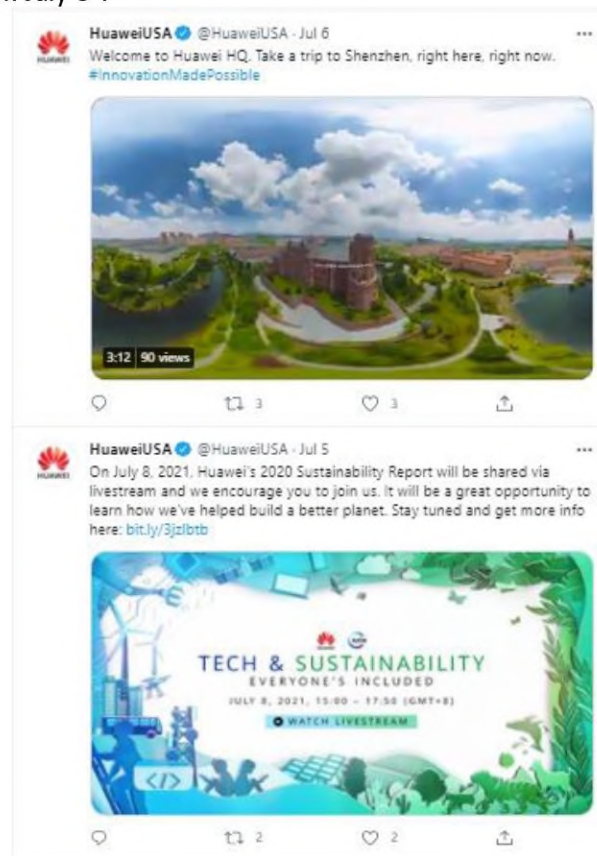 HuaweiUSA @HuaweiUSA · Jul 6
Welcome to Huawei HQ. Take a trip to Shenzhen, right here, right now.
#InnovationMadePossible
HUAWEI
3:12 90 views
3 3
HuaweiUSA @HuaweiUSA · Jul 5
On July 8, 2021, Huawei's 2020 Sustainability Report will be shared via
livestream and we encourage you to join us. It will be a great opportunity to
learn how we've helped build a better planet. Stay tuned and get more info
here: bit.ly/3jzlbtb
HUAWEI
TECH & SUSTAINABILITY
EVERYONE'S INCLUDED
JULY 8, 2021, 15:00 – 17:50 (GMT+8)
WATCH LIVESTREAM
</>
2 2